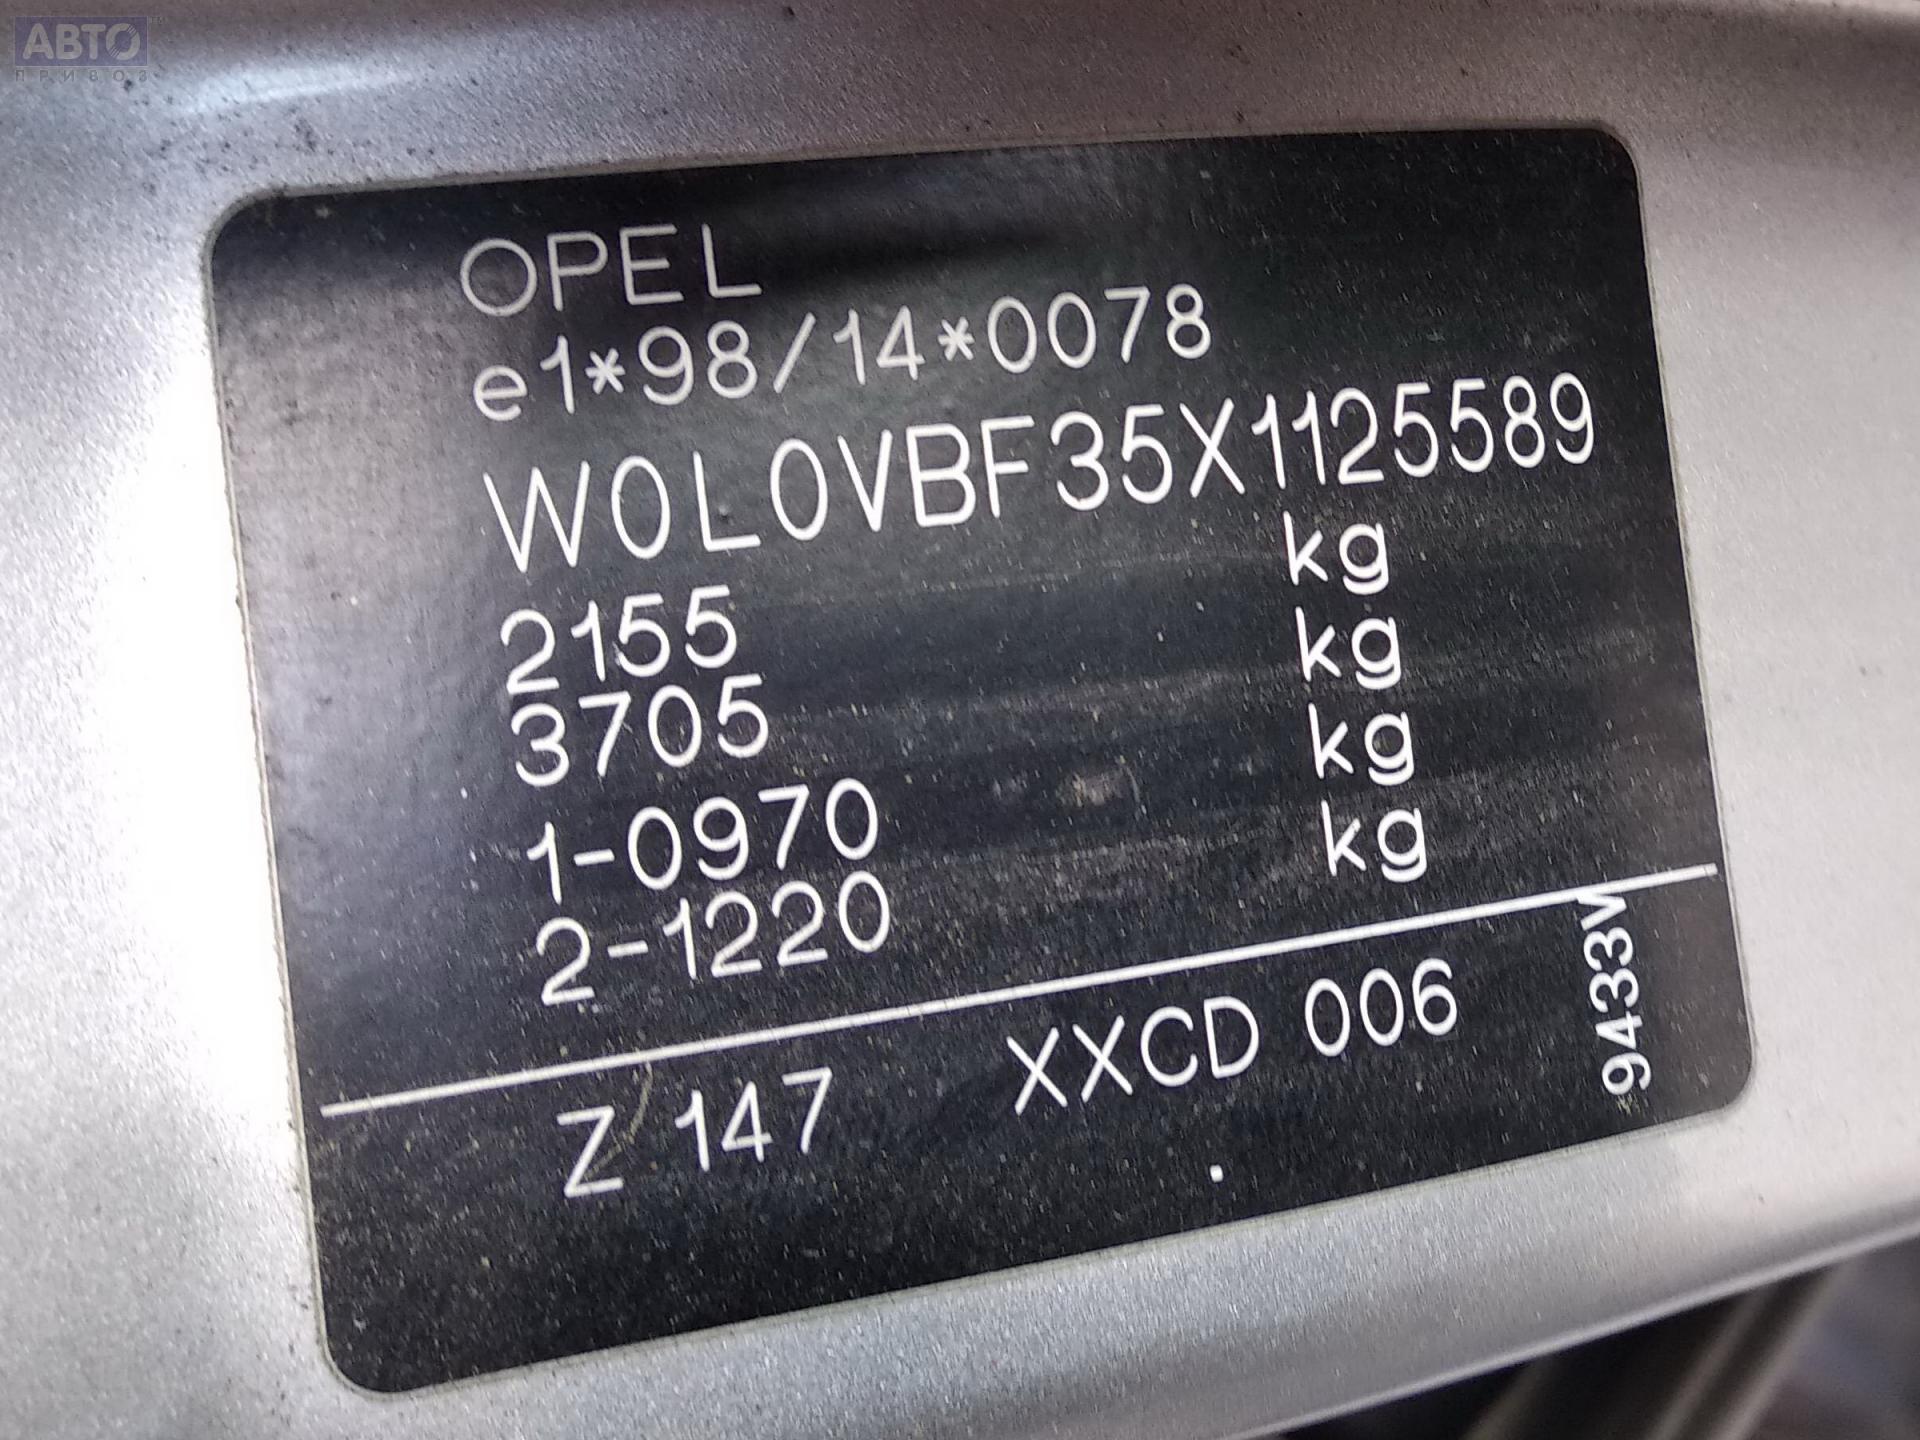 АВТО
ПРИВОЗ
OPEL
e1*98/14*0078
W0L0VBF35X1125589
2155 kg
3705 kg
1-0970 kg
2-1220 kg
Z 147 XXCD 006
9433V